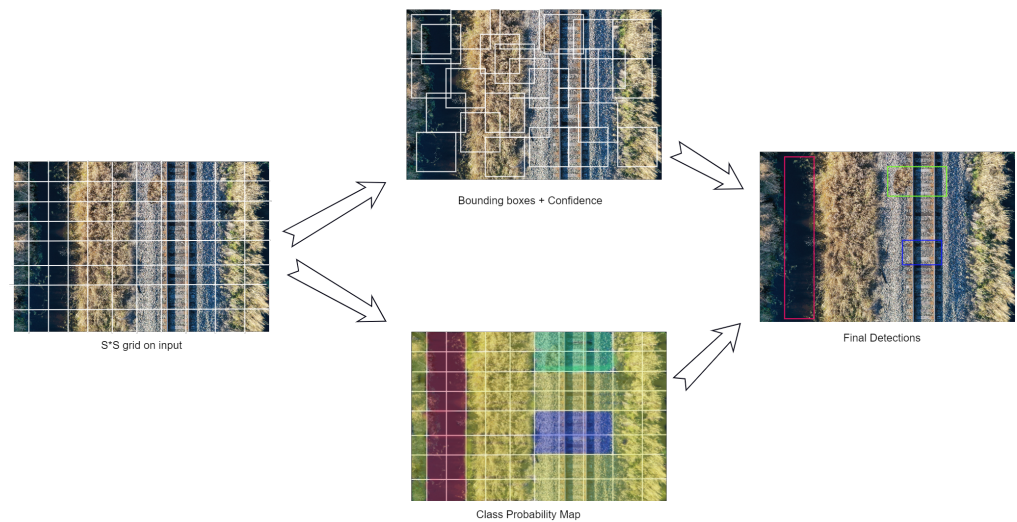 Bounding boxes + Confidence
S*S grid on input
Final Detections
Class Probability Map